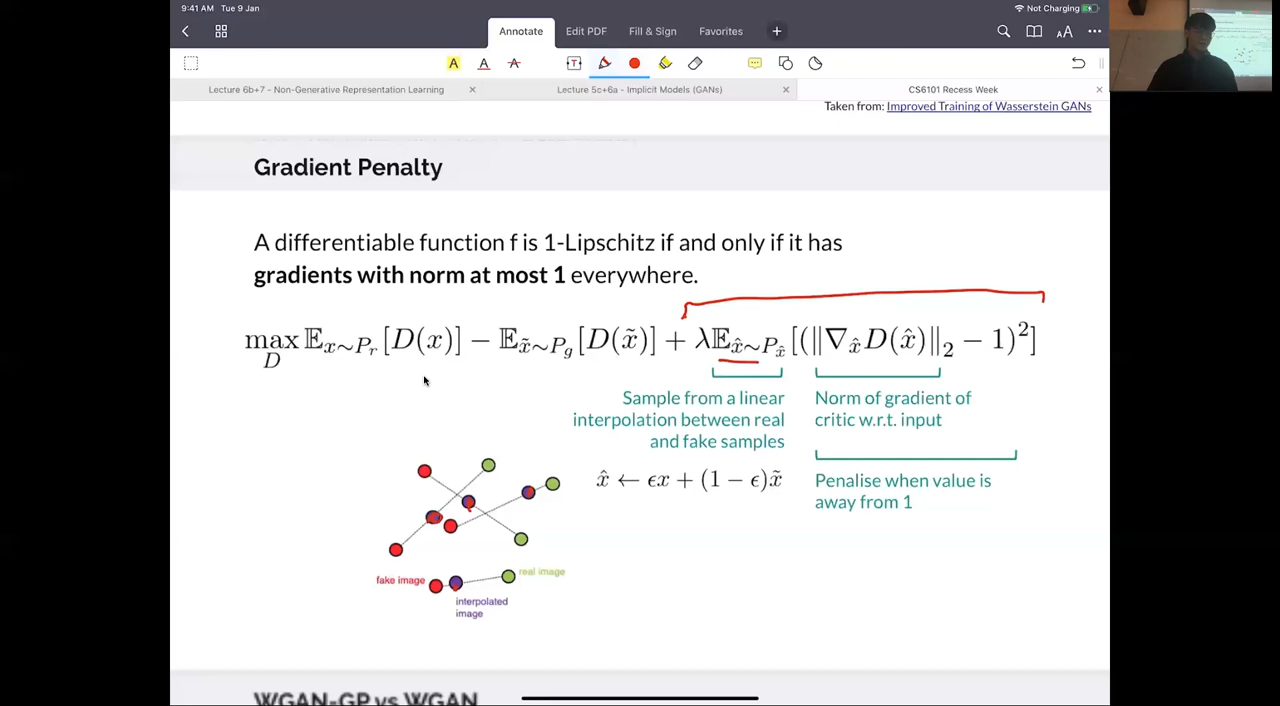 9:41 AM Tue 9 Jan
Not Charging
Annotate Edit PDF Fill & Sign Favorites
Lecture 6b+7 - Non-Generative Representation Learning
Lecture 5c+6a - Implicit Models (GANs)
CS6101 Recess Week
Taken from: Improved Training of Wasserstein GANs
Gradient Penalty
A differentiable function f is 1-Lipschitz if and only if it has
gradients with norm at most 1 everywhere.
max_D 𝔼_{x∼P_r}[D(x)] − 𝔼_{x̃∼P_g}[D(x̃)] + λ𝔼_{x̂∼P_x̂}[(‖∇_x̂ D(x̂)‖₂ − 1)²]
Sample from a linear
interpolation between real
and fake samples
x̂ ← ϵx + (1 − ϵ)x̃
Norm of gradient of
critic w.r.t. input
Penalise when value is
away from 1
fake image
real image
interpolated
image
WGAN-GP vs WGAN